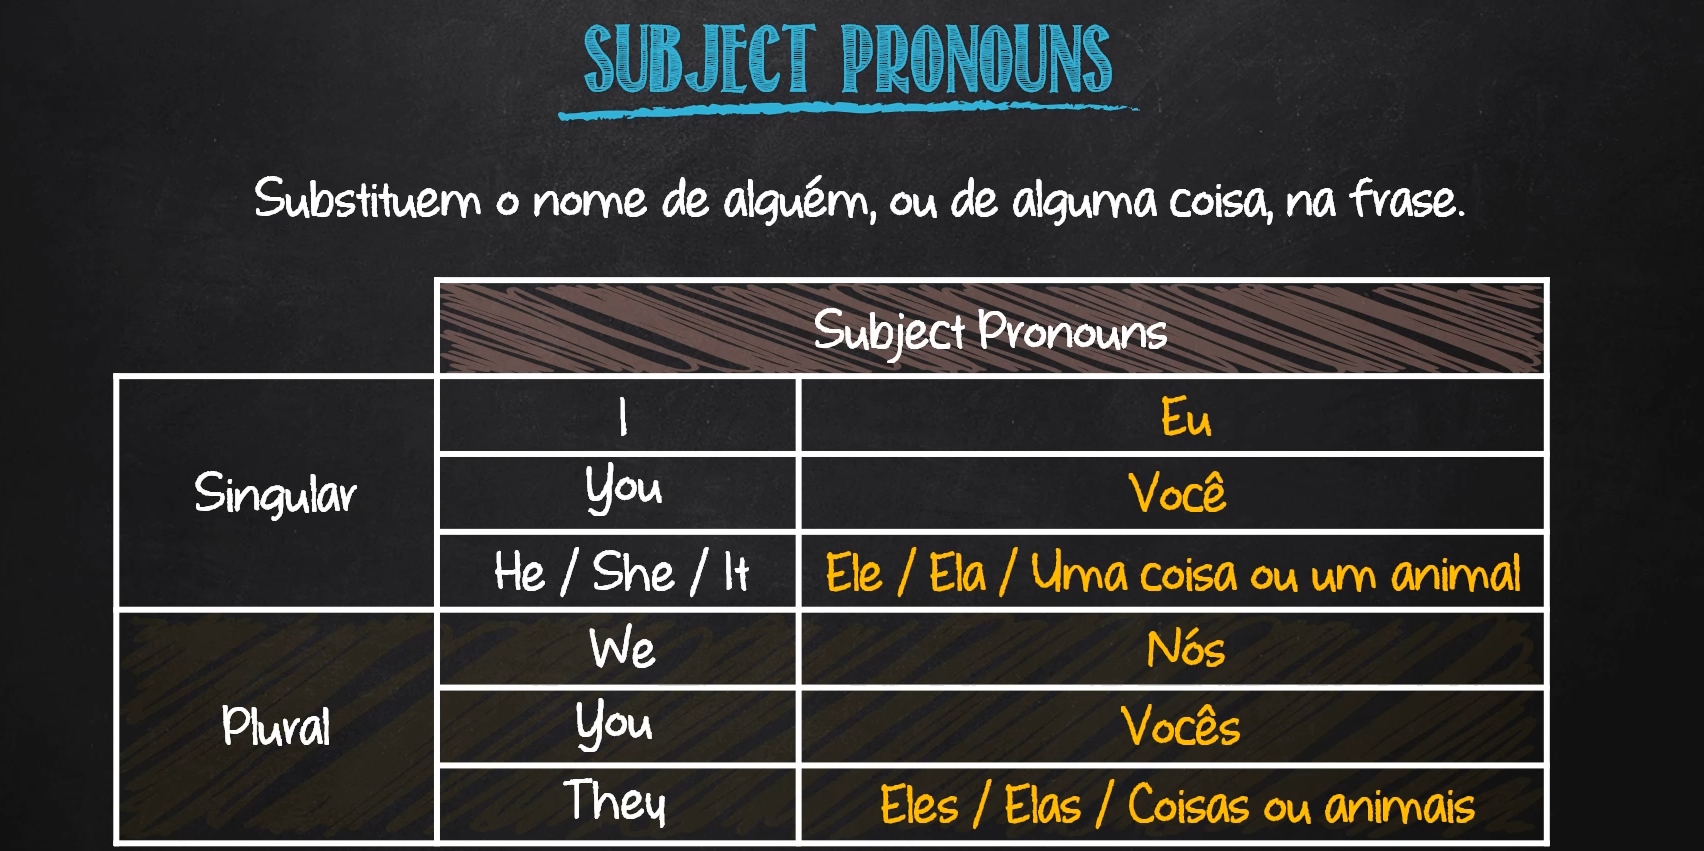 SUBJECT PRONOUNS
Substituem o nome de alguém, ou de alguma coisa, na frase.
Subject Pronouns
Singular
I
Eu
You
Você
He / She / It
Ele / Ela / Uma coisa ou um animal
Plural
We
Nós
You
Vocês
They
Eles / Elas / Coisas ou animais